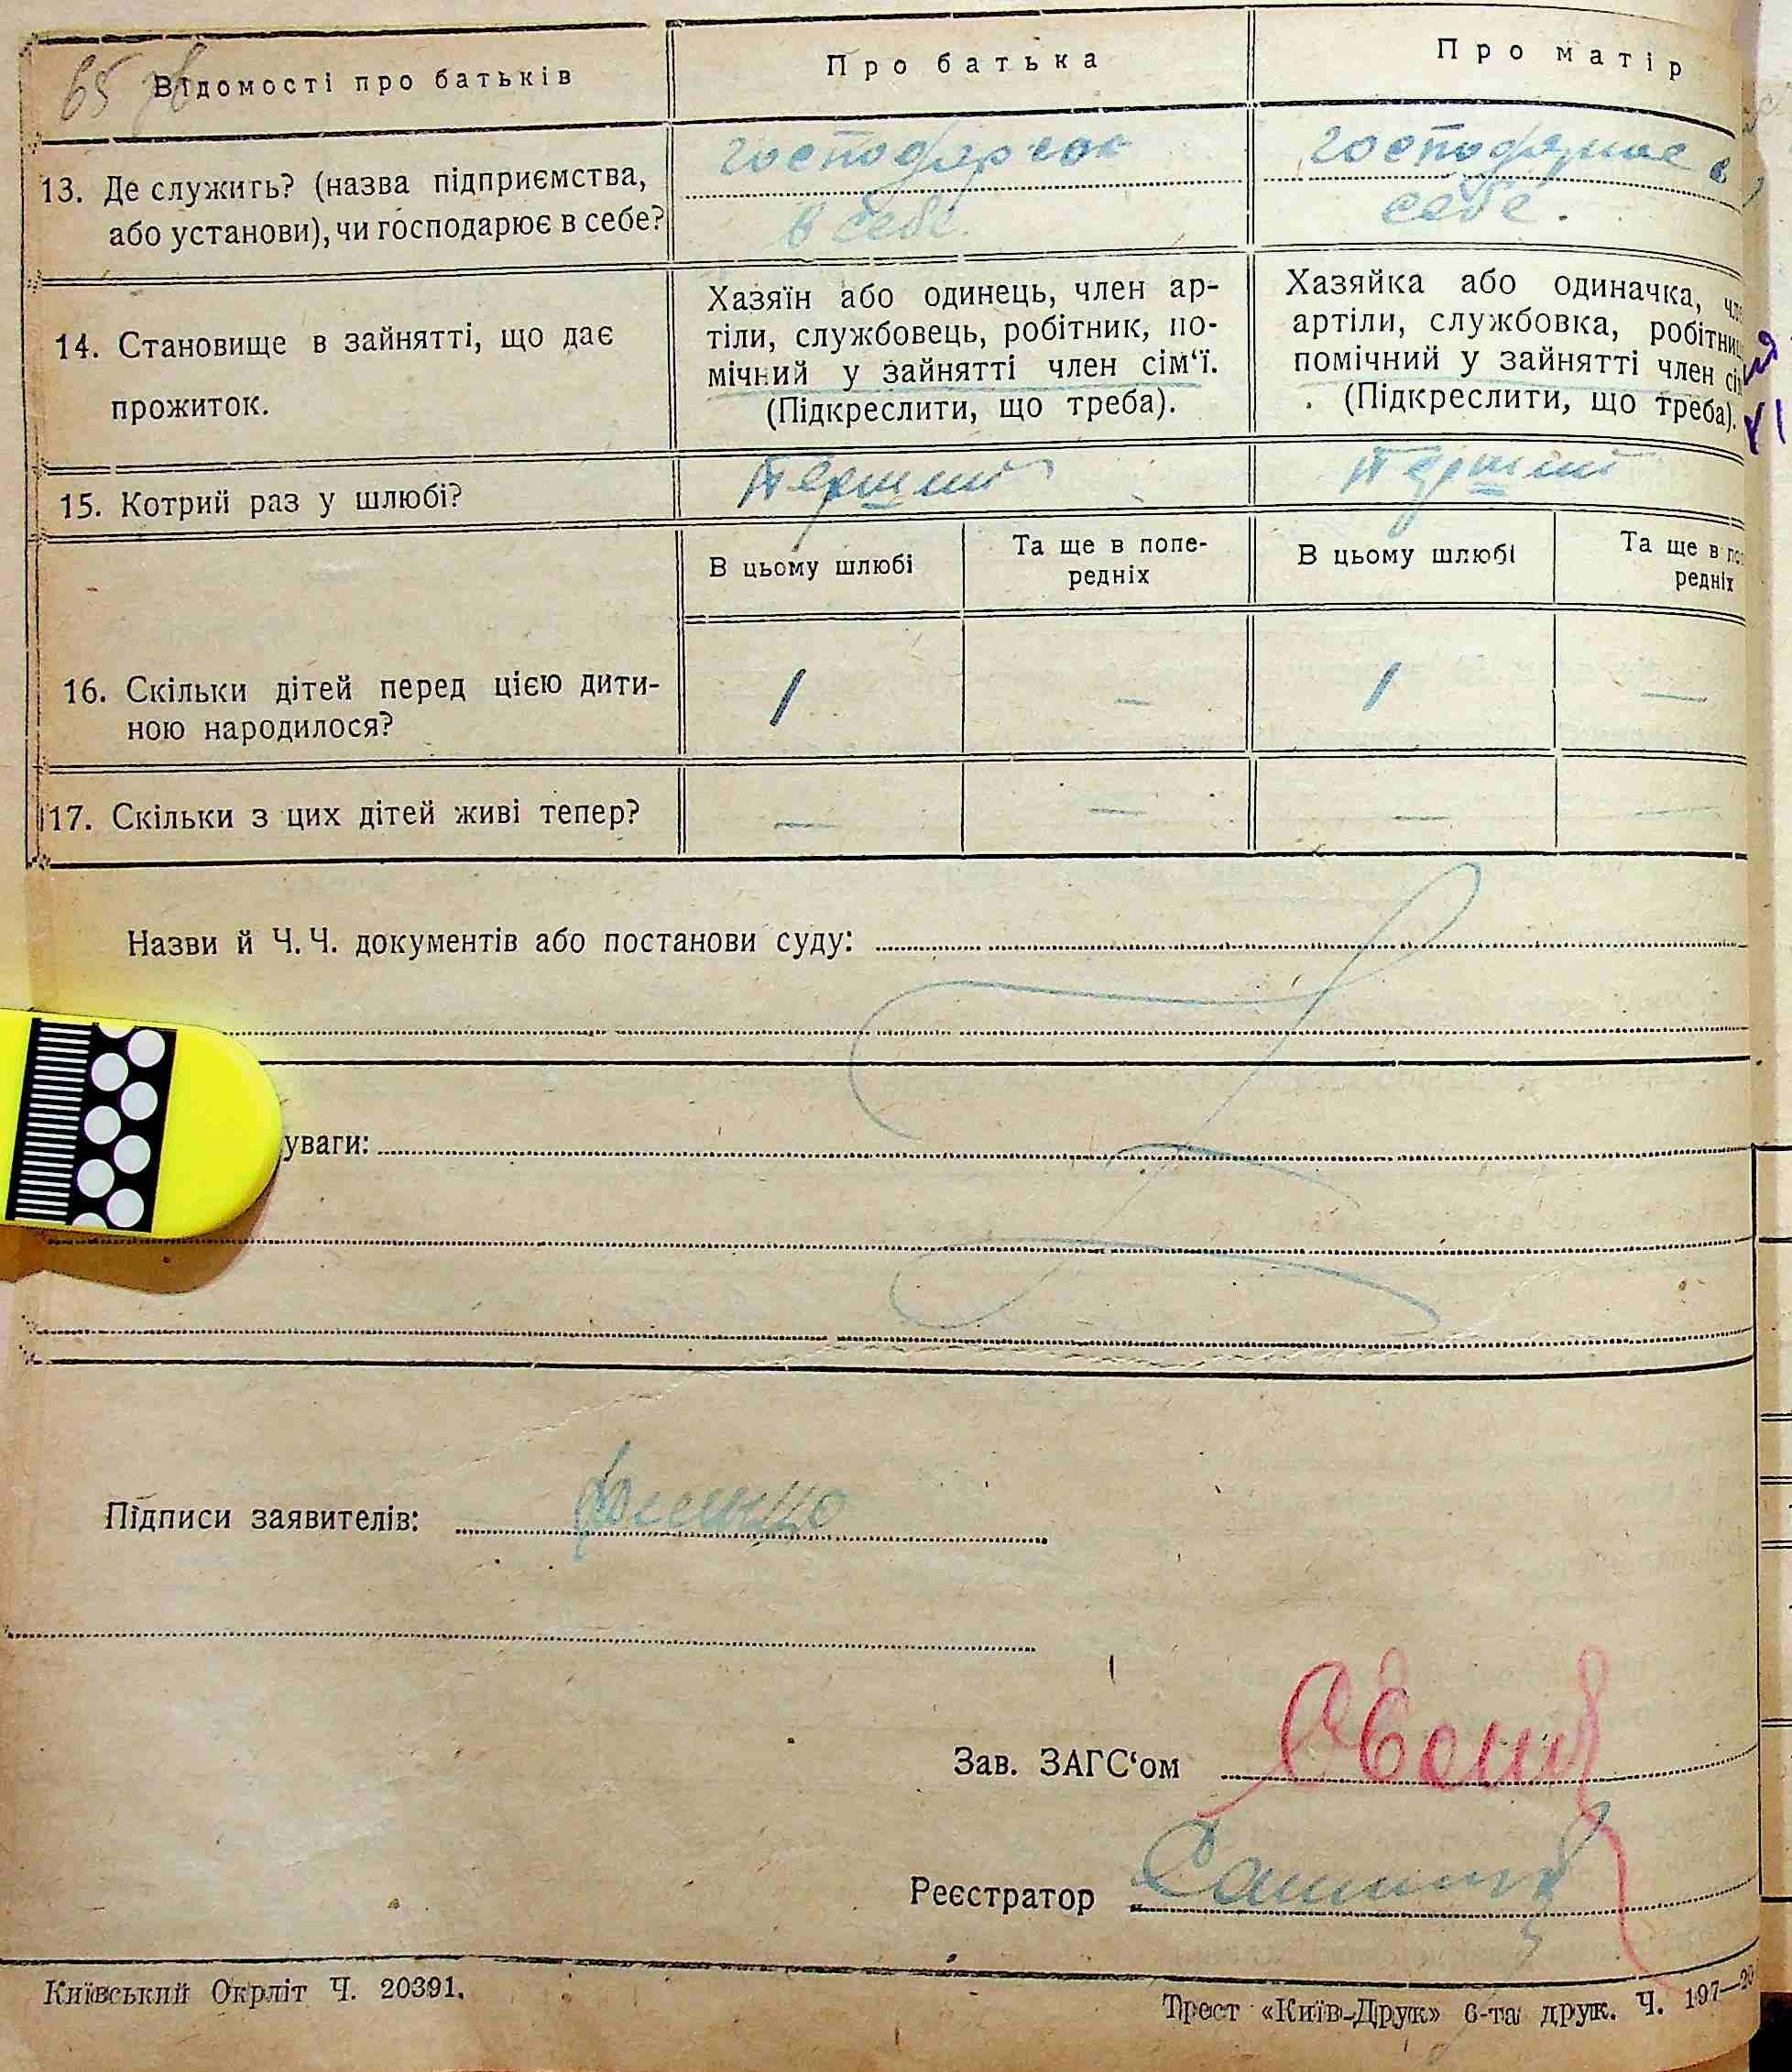 65 зв
Відомості про батьків
Про батька
Про матір
13. Де служить? (назва підприємства,
або установи), чи господарює в себе?
в себе.
себе.
14. Становище в зайнятті, що дає
прожиток.
Хазяїн або одинець, член ар-
тіли, службовець, робітник, по-
мічний у зайнятті член сім‘ї.
(Підкреслити, що треба).
Хазяйка або одиначка,
артіли, службовка, робітни
помічний у зайнятті член сі
(Підкреслити, що треба).
15. Котрий раз у шлюбі?
Перший
Перший
В цьому шлюбі
Та ще в попе-
редніх
В цьому шлюбі
Та ще в по
редніх
16. Скільки дітей перед цією дити-
ною народилося?
1
—
1
—
17. Скільки з цих дітей живі тепер?
—
—
—
—
Назви й Ч. Ч. документів або постанови суду:
уваги:
Підписи заявителів:
Зав. ЗАГС‘ом
Реєстратор
Київський Окрліт Ч. 20391.
Трест «Київ-Друк» 6-та друк. Ч. 197—20